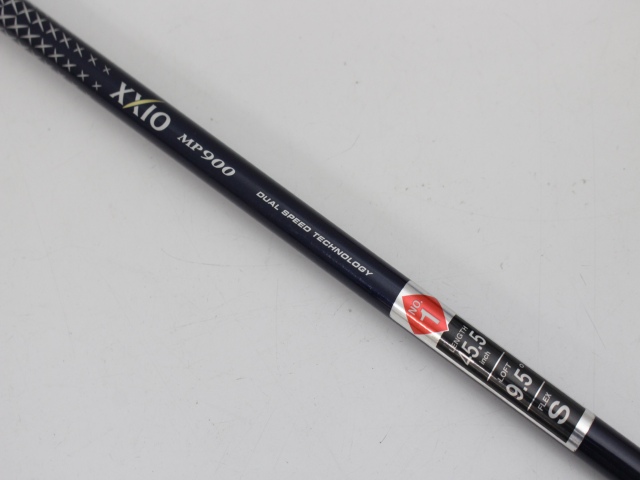 XXIO MP900
DUAL SPEED TECHNOLOGY
NO. 1
LENGTH 45.5 inch
LOFT 9.5°
FLEX S